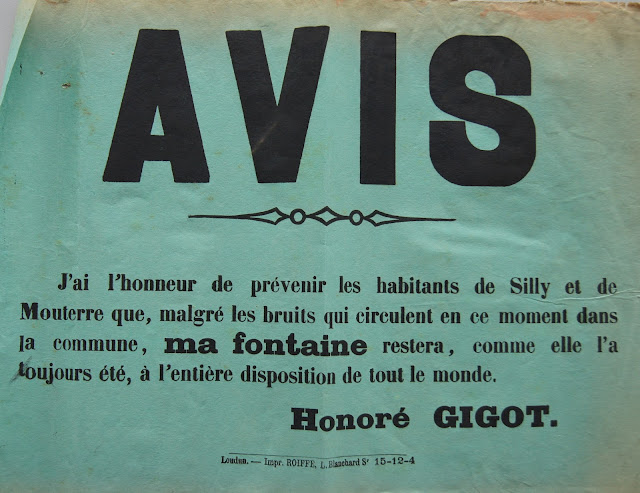 AVIS
J'ai l'honneur de prévenir les habitants de Silly et de
Mouterre que, malgré les bruits qui circulent en ce moment dans
la commune, ma fontaine restera, comme elle l'a
toujours été, à l'entière disposition de tout le monde.
Honoré GIGOT.
Loudun. — Impr. ROIFFE, L. Blanchard Sr 15-12-4